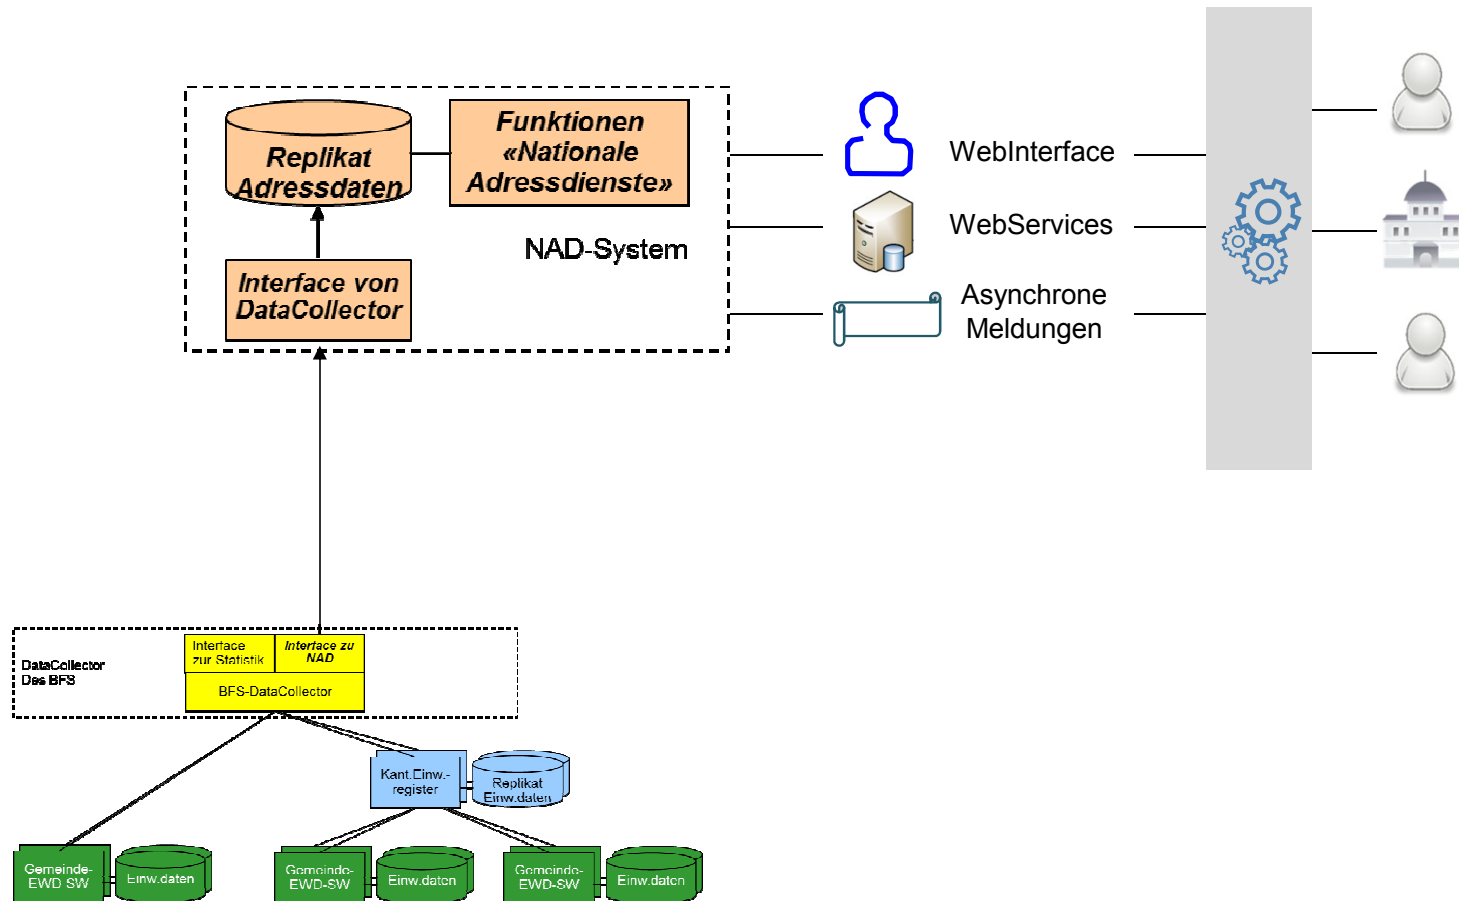 Replikat
Adressdaten
Funktionen
«Nationale
Adressdienste»
NAD-System
Interface von
DataCollector
WebInterface
WebServices
Asynchrone
Meldungen
DataCollector
Des BFS
Interface
zur Statistik
Interface zu
NAD
BFS-DataCollector
Kant.Einw.-
register
Replikat
Einw.daten
Gemeinde-
EWD SW
Einw.daten
Gemeinde-
EWD-SW
Einw.daten
Gemeinde-
EWD-SW
Einw.daten